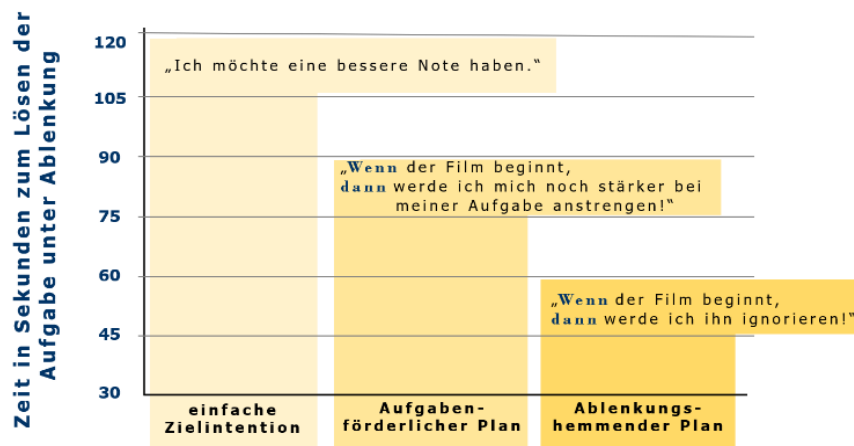 Zeit in Sekunden zum Lösen der
Aufgabe unter Ablenkung
120
105
90
75
60
45
30
„Ich möchte eine bessere Note haben.“
„Wenn der Film beginnt,
dann werde ich mich noch stärker bei
meiner Aufgabe anstrengen!“
„Wenn der Film beginnt,
dann werde ich ihn ignorieren!“
einfache
Zielintention
Aufgaben-
förderlicher Plan
Ablenkungs-
hemmender Plan